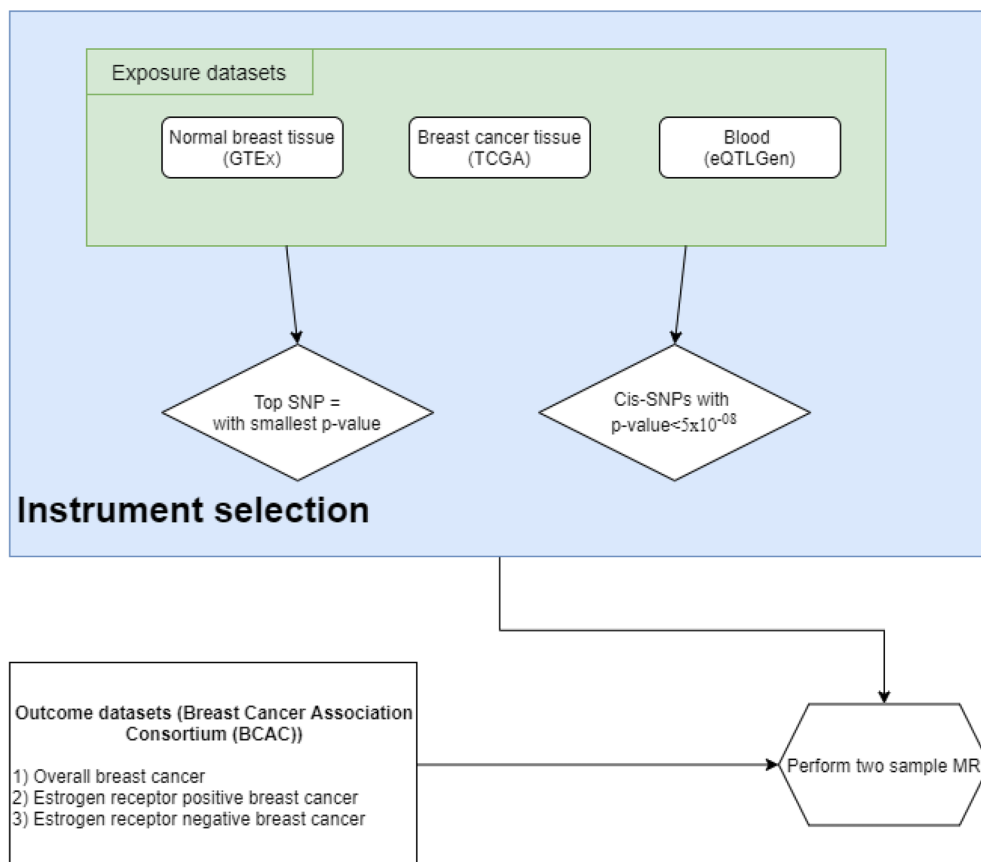 Exposure datasets
Normal breast tissue
(GTEx)
Breast cancer tissue
(TCGA)
Blood
(eQTLGen)
Top SNP =
with smallest p-value
Cis-SNPs with
p-value<5x10⁻⁰⁸
Instrument selection
Outcome datasets (Breast Cancer Association
Consortium (BCAC))
1) Overall breast cancer
2) Estrogen receptor positive breast cancer
3) Estrogen receptor negative breast cancer
Perform two sample MR